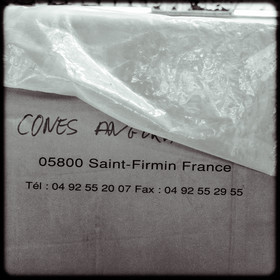 CONES
05800 Saint-Firmin France
Tél : 04 92 55 20 07 Fax : 04 92 55 29 55